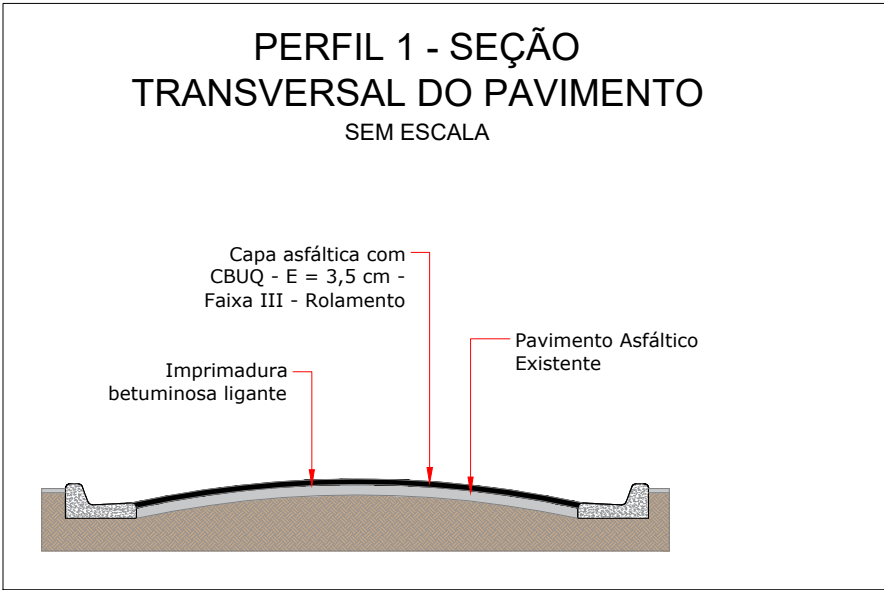 PERFIL 1 - SEÇÃO
TRANSVERSAL DO PAVIMENTO
SEM ESCALA
Capa asfáltica com
CBUQ - E = 3,5 cm -
Faixa III - Rolamento
Pavimento Asfáltico
Existente
Imprimadura
betuminosa ligante